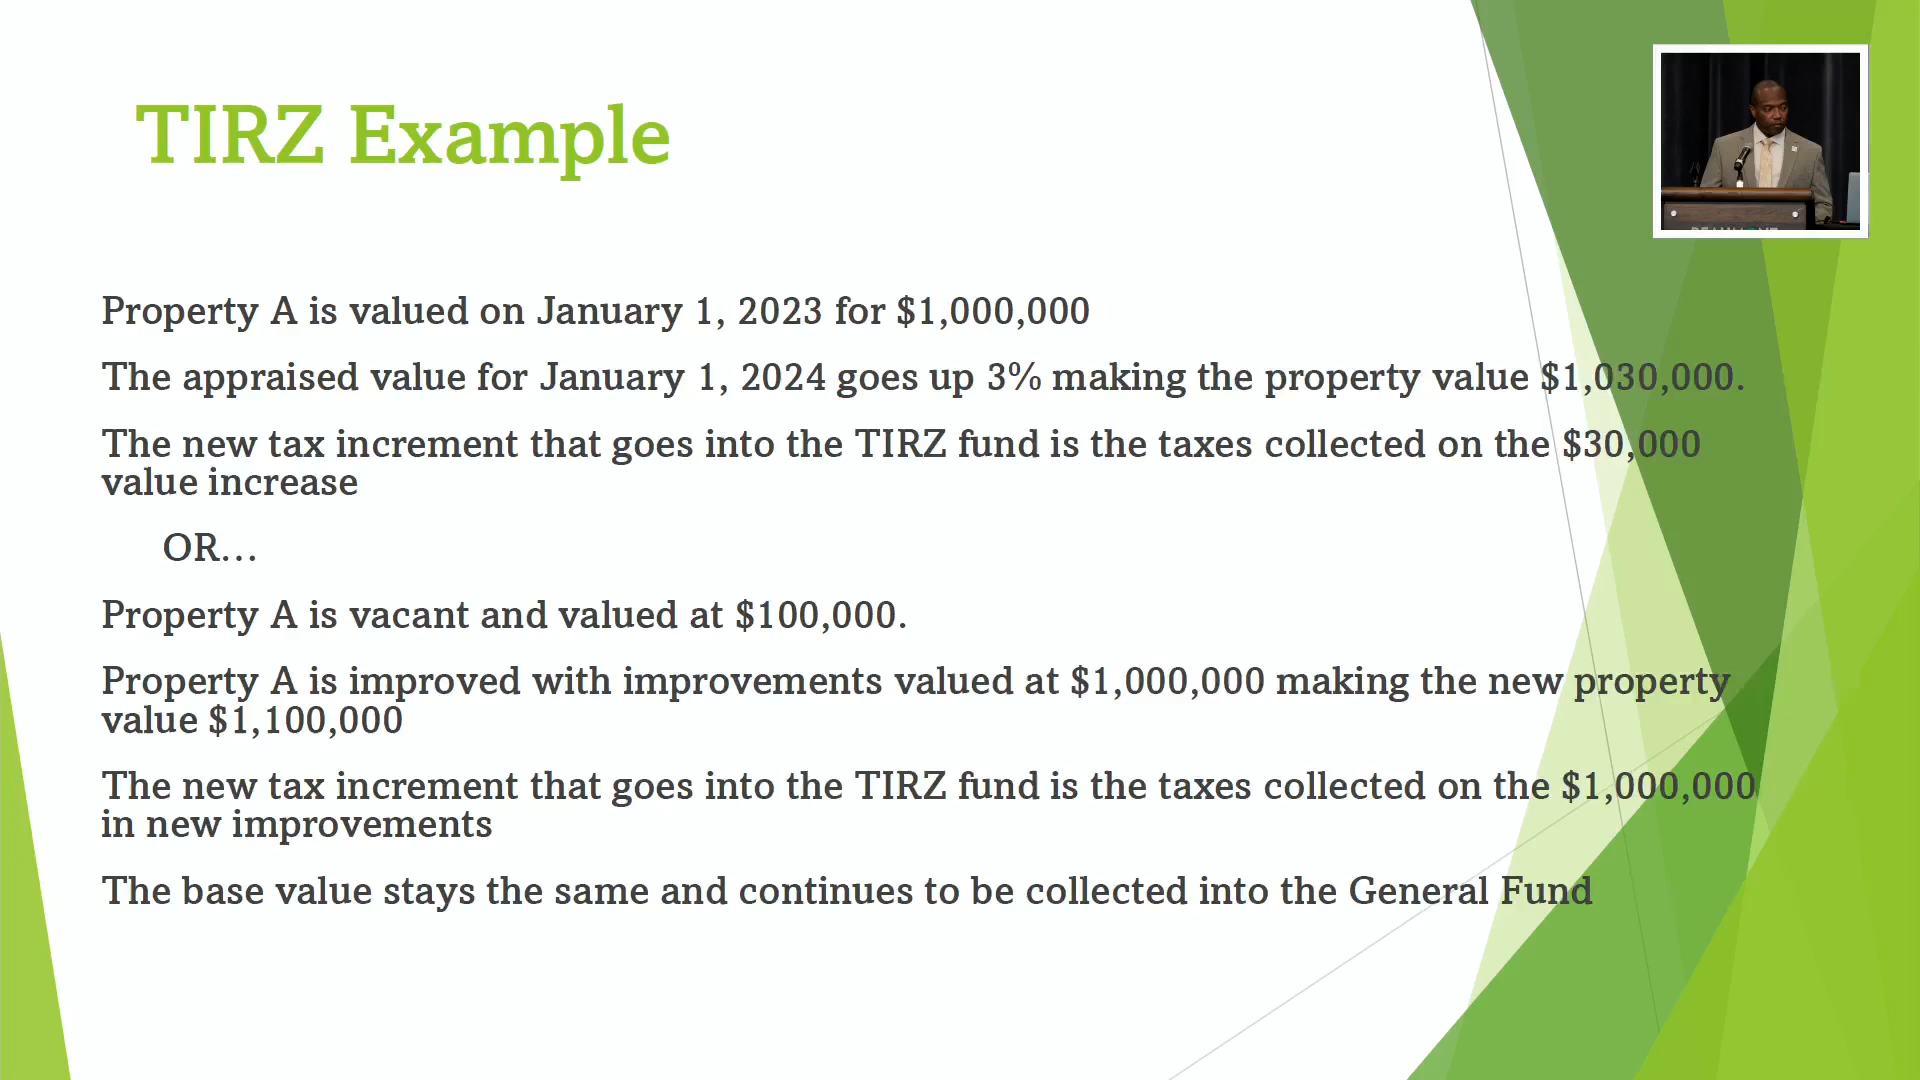 TIRZ Example
Property A is valued on January 1, 2023 for $1,000,000
The appraised value for January 1, 2024 goes up 3% making the property value $1,030,000.
The new tax increment that goes into the TIRZ fund is the taxes collected on the $30,000
value increase
OR…
Property A is vacant and valued at $100,000.
Property A is improved with improvements valued at $1,000,000 making the new property
value $1,100,000
The new tax increment that goes into the TIRZ fund is the taxes collected on the $1,000,000
in new improvements
The base value stays the same and continues to be collected into the General Fund